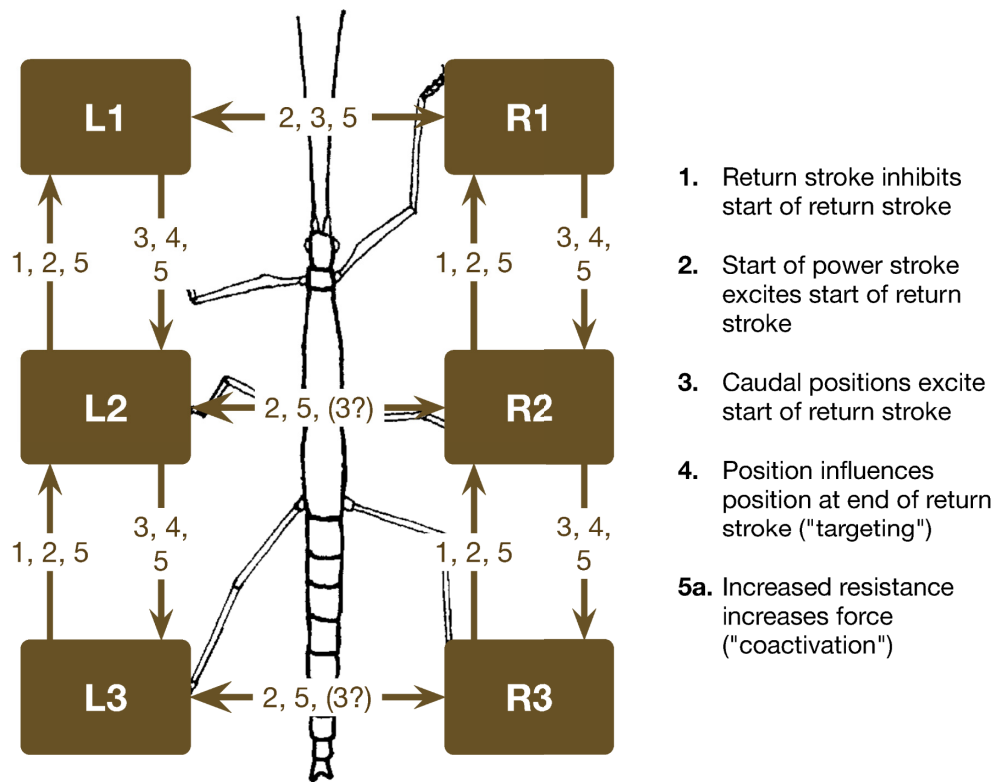 L1
2, 3, 5
R1
1, 2, 5
3, 4,
5
1, 2, 5
3, 4,
5
L2
2, 5, (3?)
R2
1, 2, 5
3, 4,
5
1, 2, 5
3, 4,
5
L3
2, 5, (3?)
R3
1. Return stroke inhibits
start of return stroke
2. Start of power stroke
excites start of return
stroke
3. Caudal positions excite
start of return stroke
4. Position influences
position at end of return
stroke ("targeting")
5a. Increased resistance
increases force
("coactivation")